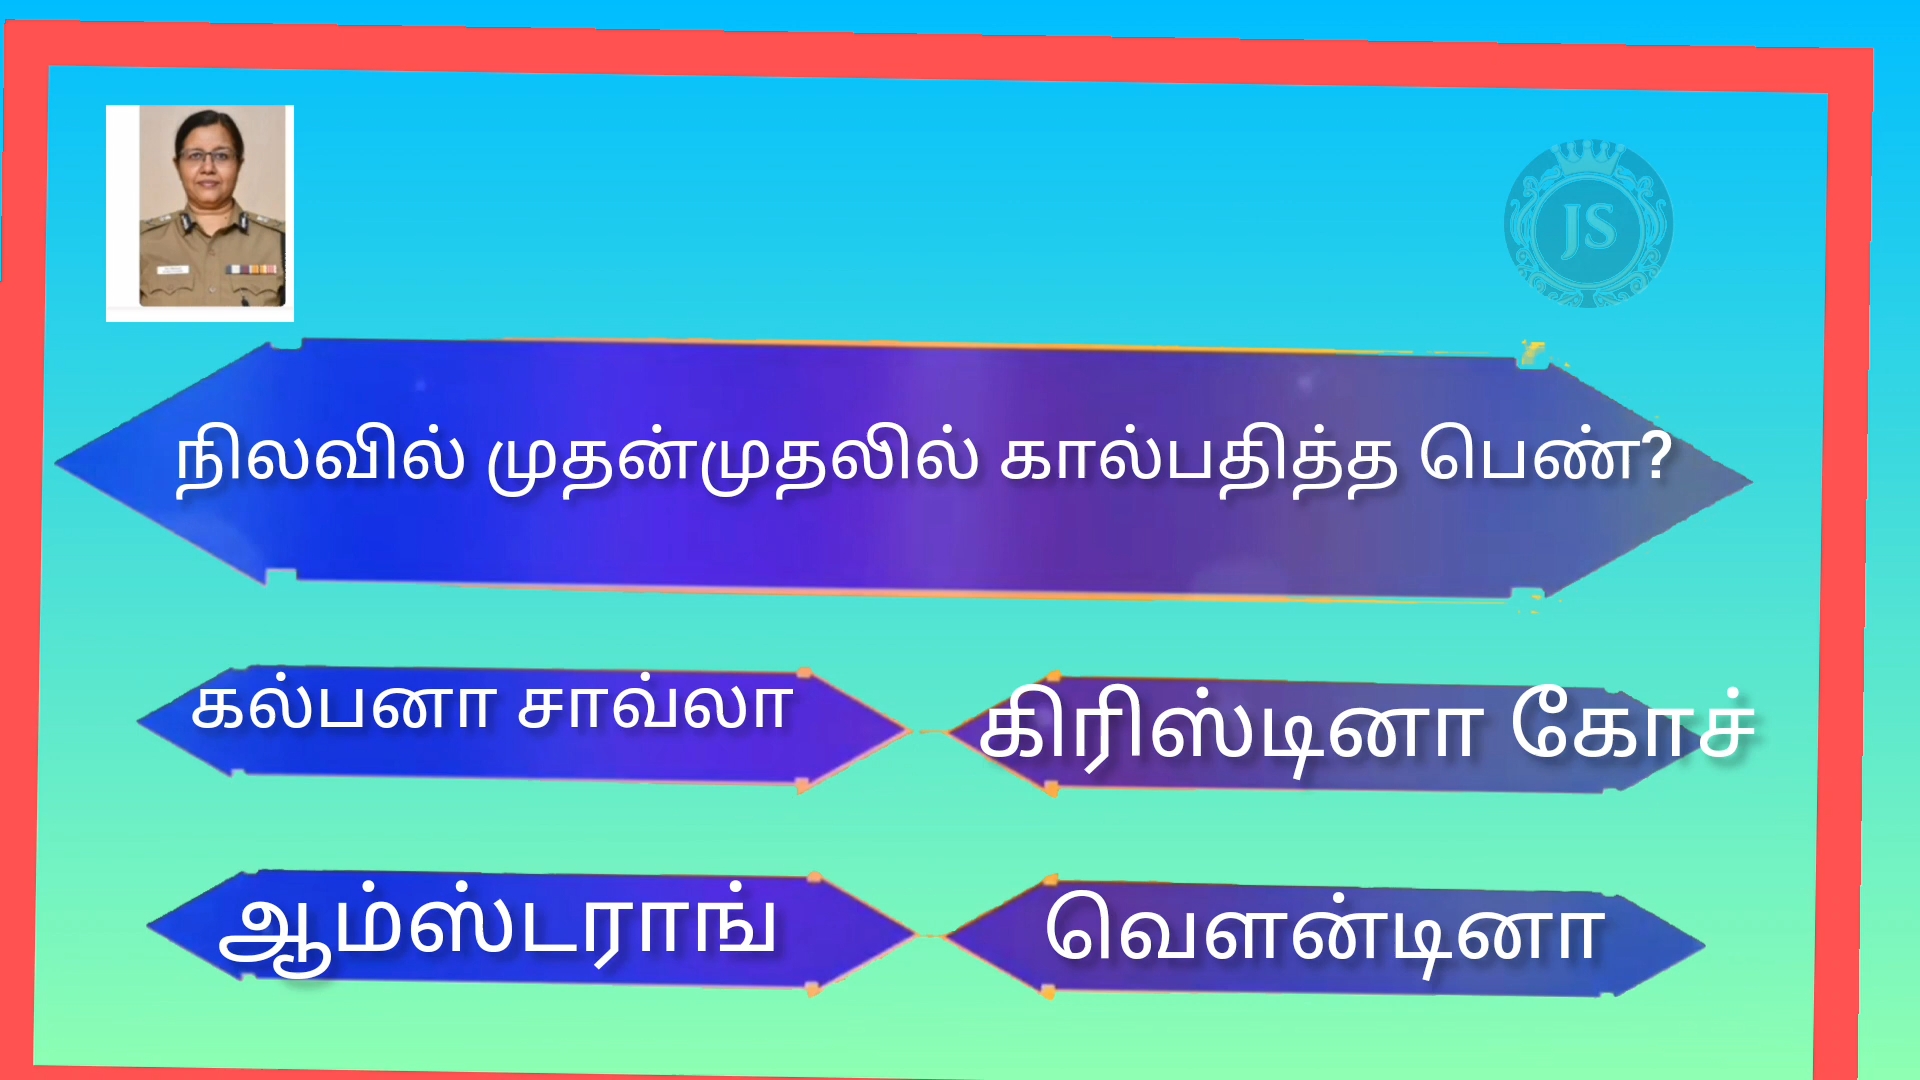 JS
நிலவில் முதன்முதலில் கால்பதித்த பெண்?
கல்பனா சாவ்லா
கிரிஸ்டினா கோச்
ஆம்ஸ்டராங்
வெளன்டினா